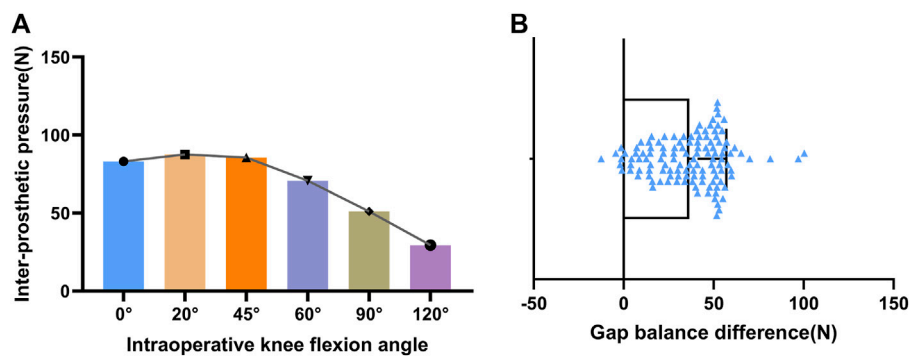 A
Inter-prosthetic pressure(N)
150
100
50
0
0° 20° 45° 60° 90° 120°
Intraoperative knee flexion angle
B
-50 0 50 100 150
Gap balance difference(N)